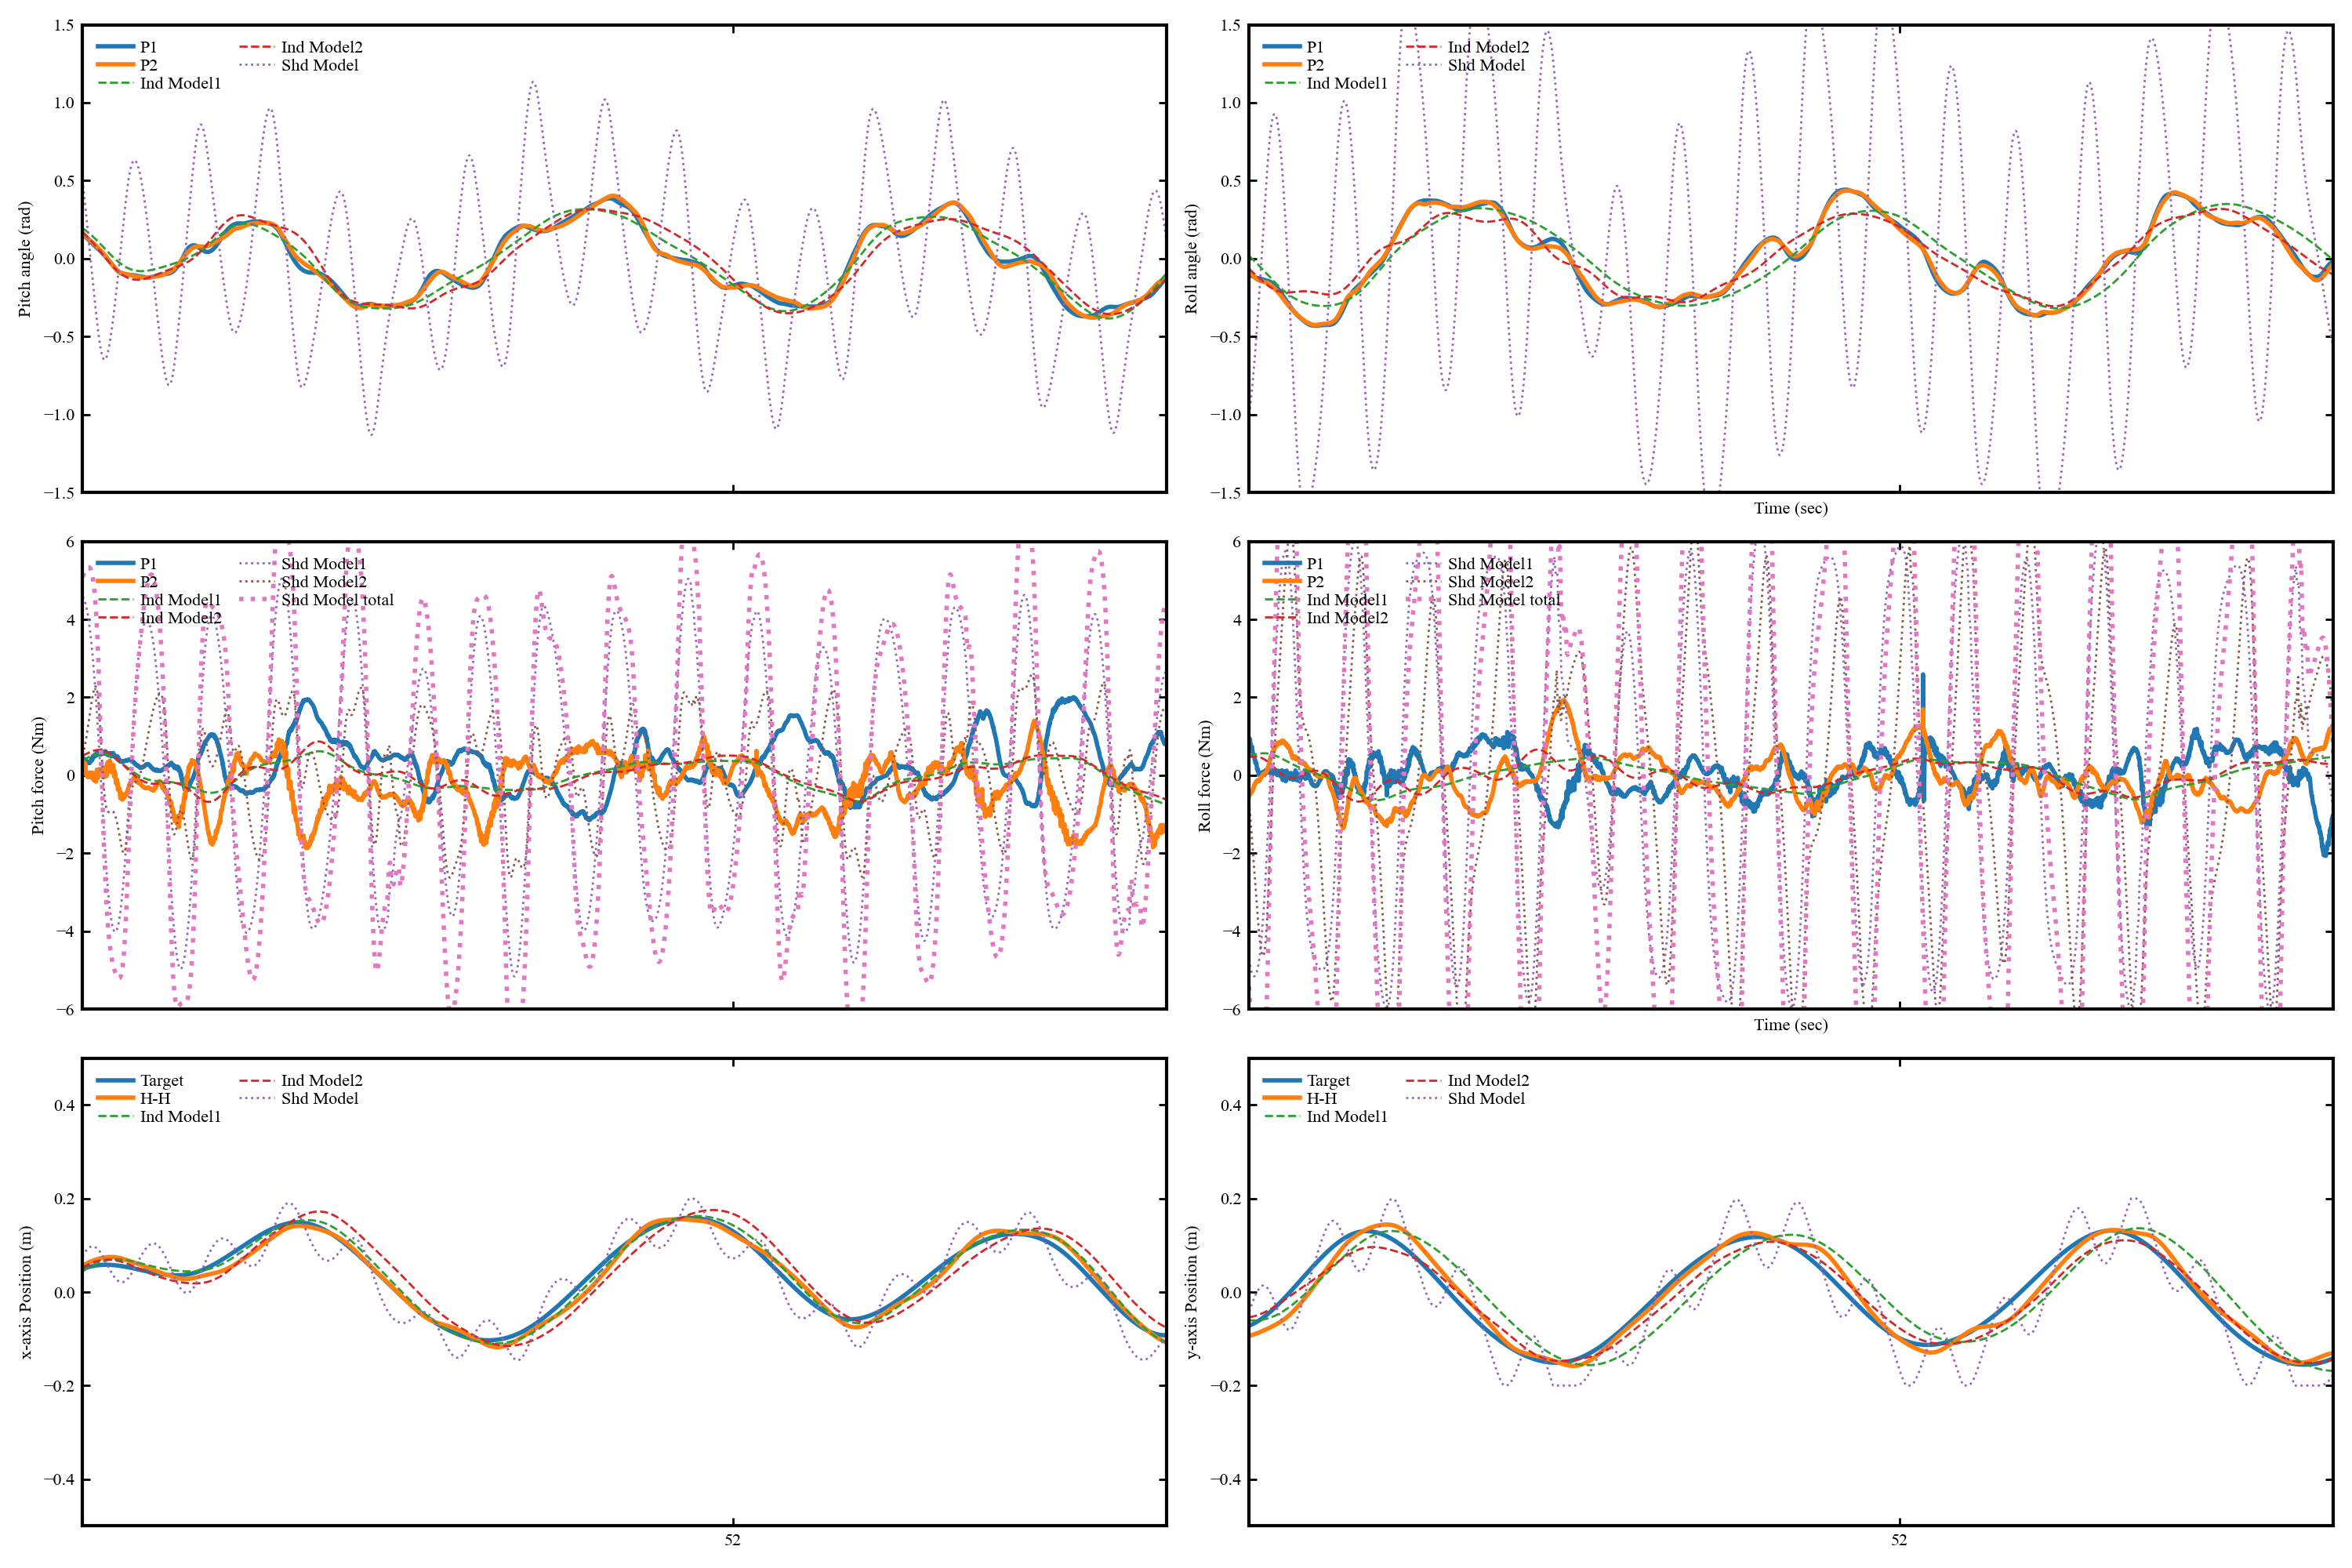 1.5
1.0
0.5
0.0
−0.5
−1.0
−1.5
Pitch angle (rad)
P1
P2
Ind Model1
Ind Model2
Shd Model
1.5
1.0
0.5
0.0
−0.5
−1.0
−1.5
Roll angle (rad)
P1
P2
Ind Model1
Ind Model2
Shd Model
Time (sec)
6
4
2
0
−2
−4
−6
Pitch force (Nm)
P1
P2
Ind Model1
Ind Model2
Shd Model1
Shd Model2
Shd Model total
6
4
2
0
−2
−4
−6
Roll force (Nm)
P1
P2
Ind Model1
Ind Model2
Shd Model1
Shd Model2
Shd Model total
Time (sec)
0.4
0.2
0.0
−0.2
−0.4
x-axis Position (m)
Target
H-H
Ind Model1
Ind Model2
Shd Model
52
0.4
0.2
0.0
−0.2
−0.4
y-axis Position (m)
Target
H-H
Ind Model1
Ind Model2
Shd Model
52